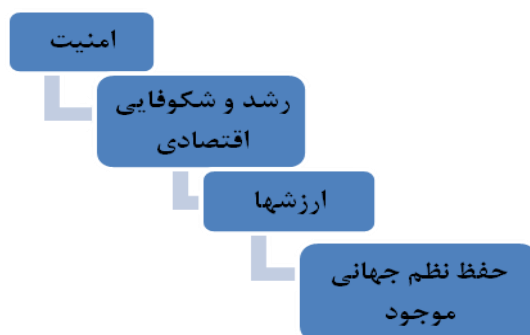 امنیت
رشد و شکوفایی
اقتصادی
ارزشها
حفظ نظم جهانی
موجود